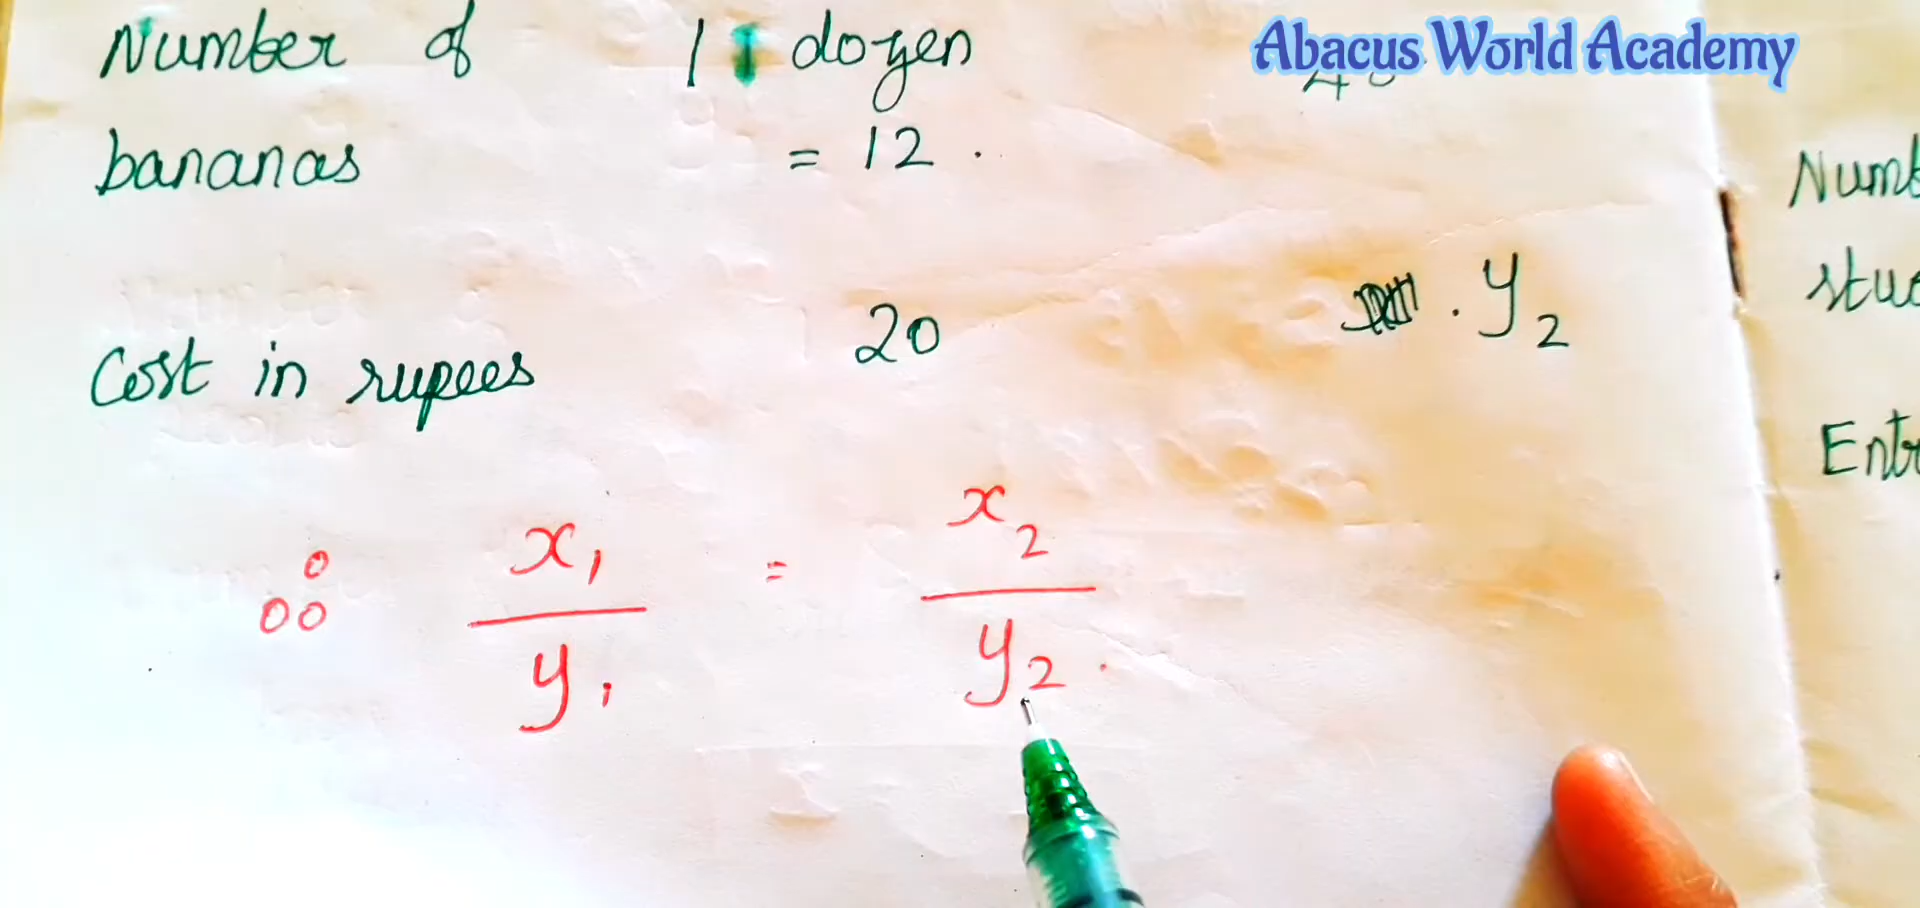 Number of 1 dozen Abacus World Academy
bananas = 12 . Numb
Cost in rupees 20 . y₂ stud
Entr
∴ x₁ / y₁ = x₂ / y₂ .